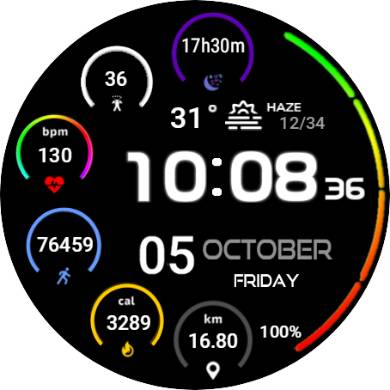 17h30m
36
31° HAZE
12/34
bpm
130
10:08 36
76459
05 OCTOBER
FRIDAY
cal
3289
km
16.80
100%